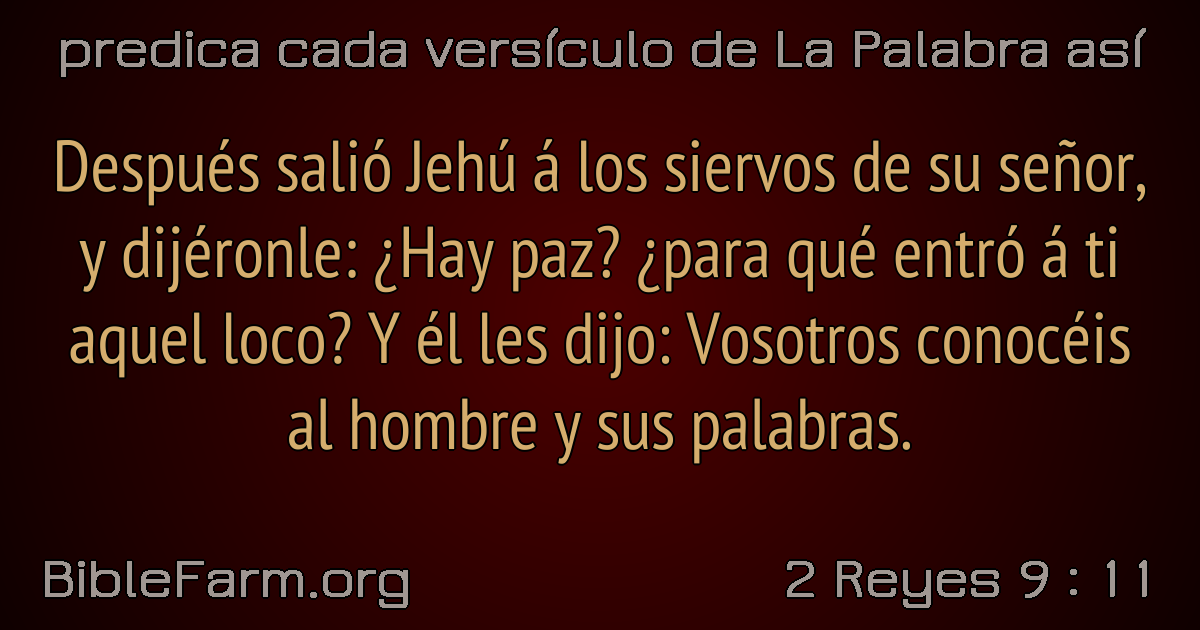 predica cada versículo de La Palabra así
Después salió Jehú á los siervos de su señor,
y dijéronle: ¿Hay paz? ¿para qué entró á ti
aquel loco? Y él les dijo: Vosotros conocéis
al hombre y sus palabras.
BibleFarm.org
2 Reyes 9 : 11